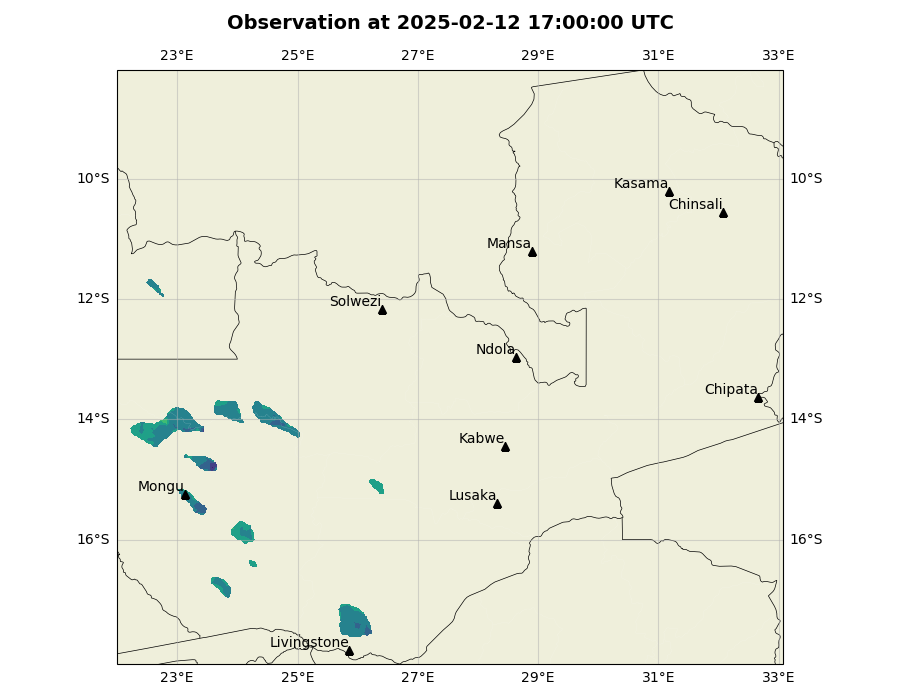 Observation at 2025-02-12 17:00:00 UTC
23°E 25°E 27°E 29°E 31°E 33°E
10°S 10°S
Kasama
Chinsali
Mansa
12°S 12°S
Solwezi
Ndola
Chipata
14°S 14°S
Kabwe
Mongu
Lusaka
16°S 16°S
Livingstone
23°E 25°E 27°E 29°E 31°E 33°E